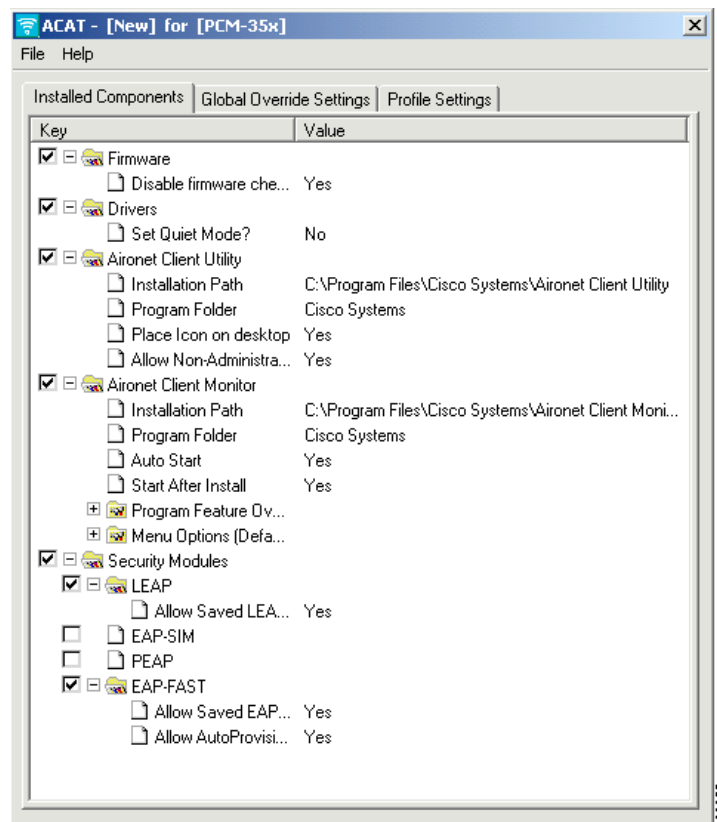 ACAT - [New] for [PCM-35x]
File Help
Installed Components Global Override Settings Profile Settings
Key Value
Firmware
Disable firmware che... Yes
Drivers
Set Quiet Mode? No
Aironet Client Utility
Installation Path C:\Program Files\Cisco Systems\Aironet Client Utility
Program Folder Cisco Systems
Place Icon on desktop Yes
Allow Non-Administra... Yes
Aironet Client Monitor
Installation Path C:\Program Files\Cisco Systems\Aironet Client Moni...
Program Folder Cisco Systems
Auto Start Yes
Start After Install Yes
Program Feature Ov...
Menu Options (Defa...
Security Modules
LEAP
Allow Saved LEA... Yes
EAP-SIM
PEAP
EAP-FAST
Allow Saved EAP... Yes
Allow AutoProvisi... Yes